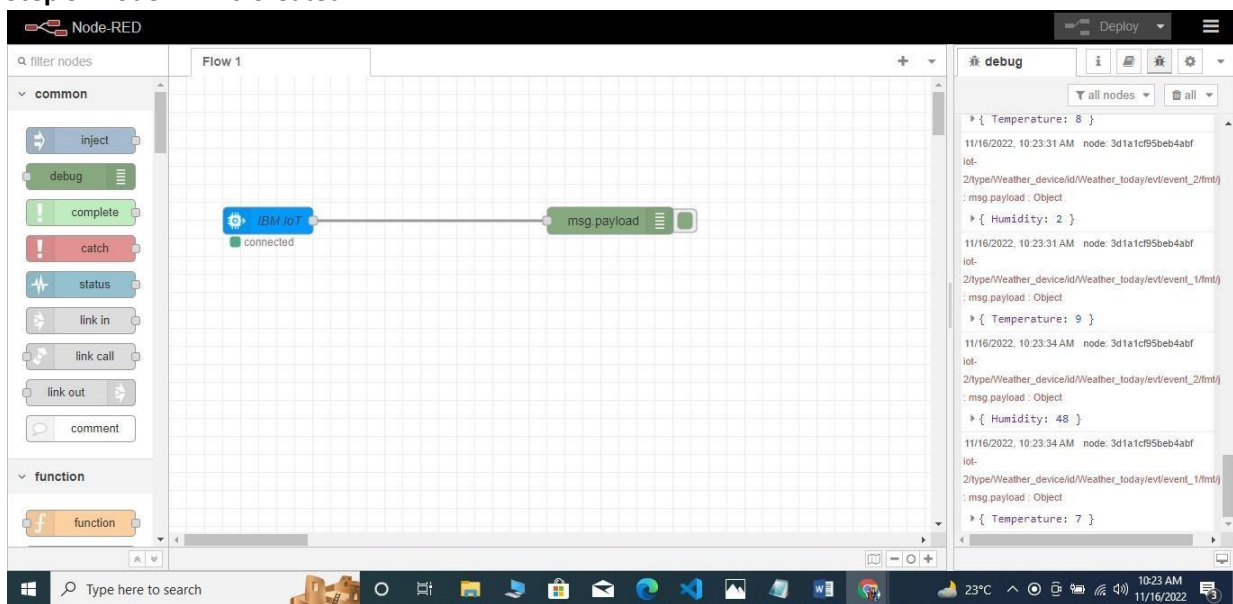 Node-RED
Deploy
filter nodes
Flow 1
debug
i
all nodes
all
common
inject
debug
complete
catch
status
link in
link call
link out
comment
function
function
IBM IoT
connected
msg.payload
{ Temperature: 8 }
11/16/2022, 10:23:31 AM node: 3d1a1cf95beb4abf
iot-
2/type/Weather_device/id/Weather_today/evt/event_2/fmt/j
: msg.payload : Object
{ Humidity: 2 }
11/16/2022, 10:23:31 AM node: 3d1a1cf95beb4abf
iot-
2/type/Weather_device/id/Weather_today/evt/event_1/fmt/j
: msg.payload : Object
{ Temperature: 9 }
11/16/2022, 10:23:34 AM node: 3d1a1cf95beb4abf
iot-
2/type/Weather_device/id/Weather_today/evt/event_2/fmt/j
: msg.payload : Object
{ Humidity: 48 }
11/16/2022, 10:23:34 AM node: 3d1a1cf95beb4abf
iot-
2/type/Weather_device/id/Weather_today/evt/event_1/fmt/j
: msg.payload : Object
{ Temperature: 7 }
Type here to search
23°C
10:23 AM
11/16/2022
3